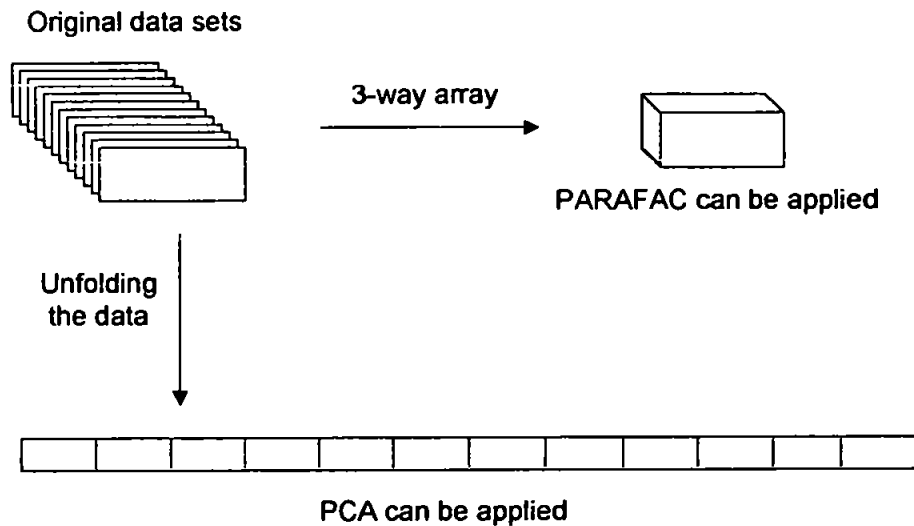 Original data sets
3-way array
PARAFAC can be applied
Unfolding
the data
PCA can be applied